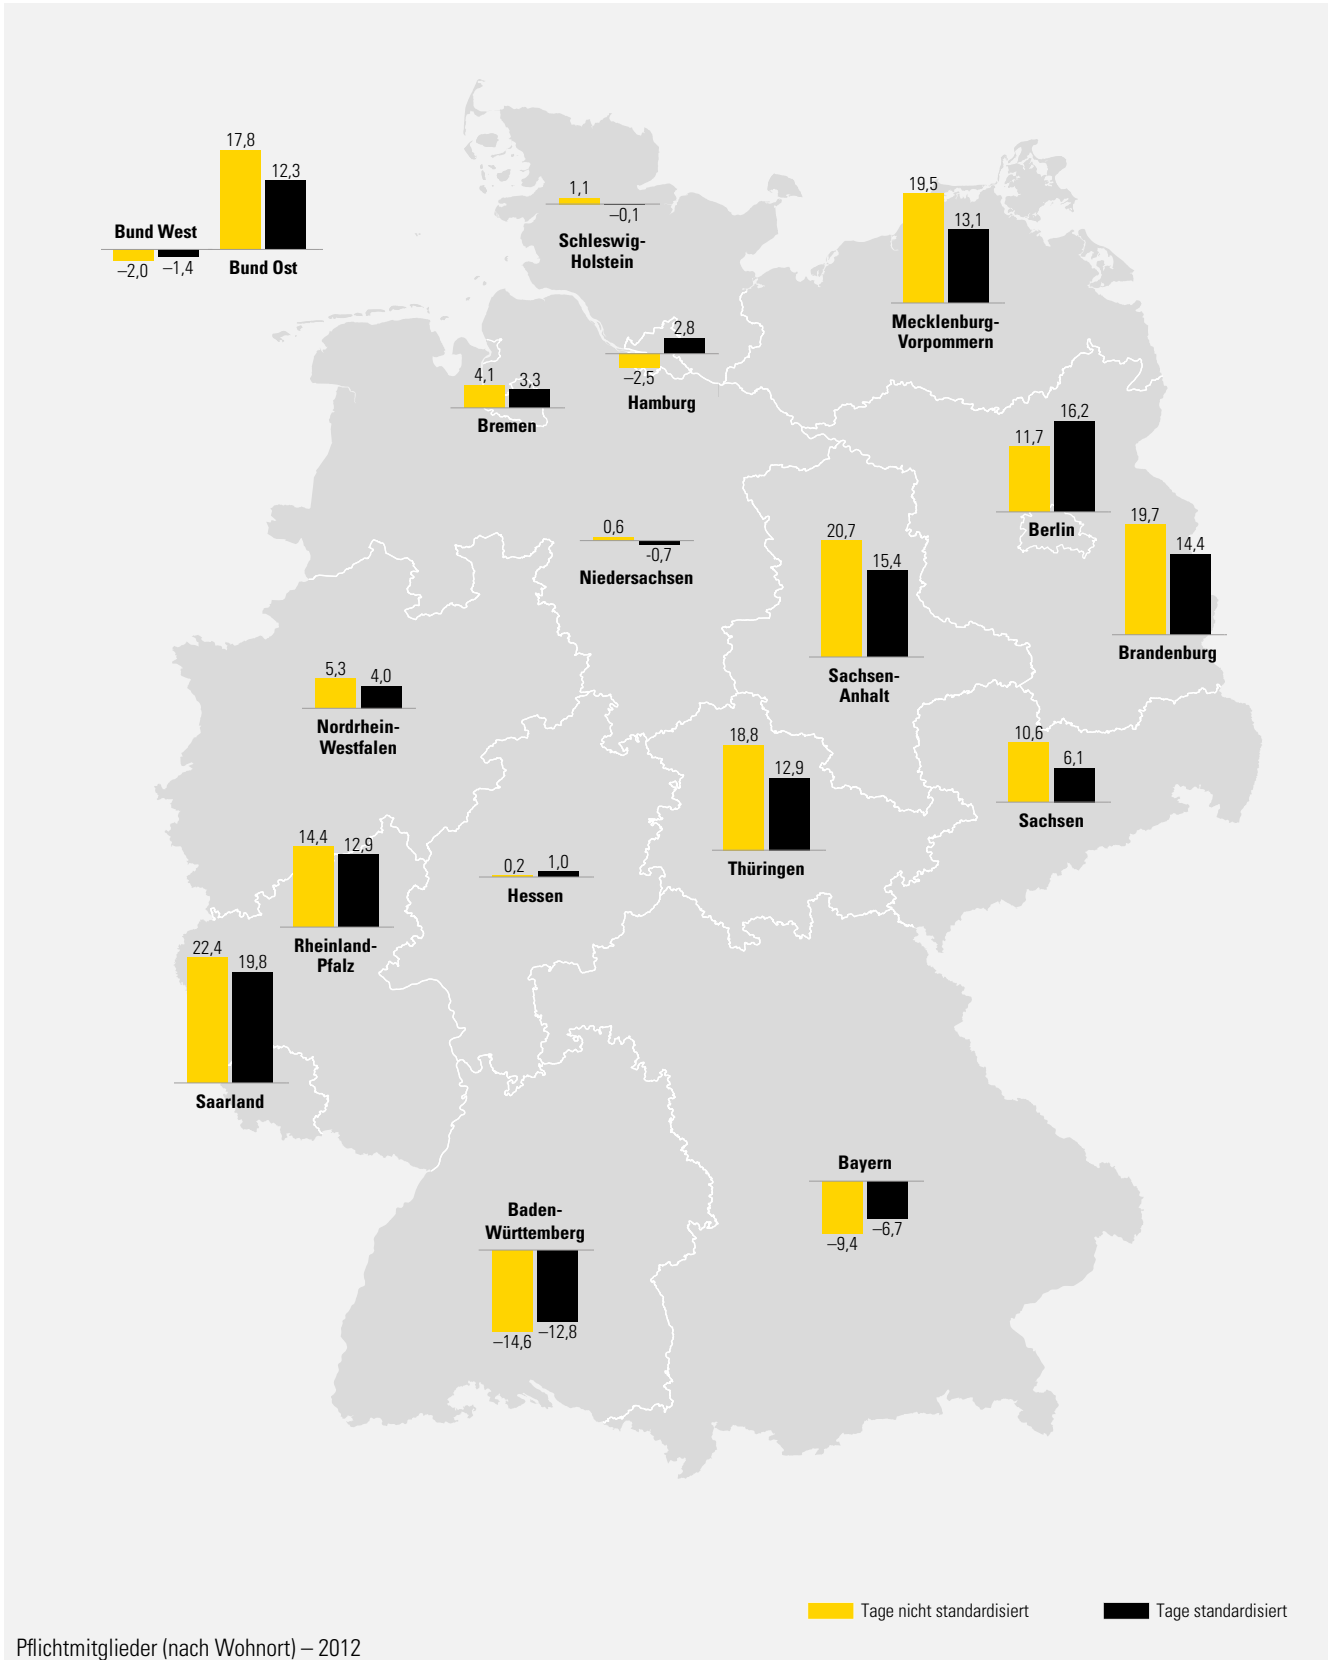 17,8
12,3
Bund West
–2,0
–1,4
Bund Ost
1,1
–0,1
Schleswig-
Holstein
19,5
13,1
Mecklenburg-
Vorpommern
2,8
–2,5
Hamburg
4,1
3,3
Bremen
11,7
16,2
Berlin
0,6
-0,7
Niedersachsen
20,7
15,4
Sachsen-
Anhalt
19,7
14,4
Brandenburg
5,3
4,0
Nordrhein-
Westfalen
18,8
12,9
Thüringen
10,6
6,1
Sachsen
14,4
12,9
Rheinland-
Pfalz
0,2
1,0
Hessen
22,4
19,8
Saarland
Bayern
–9,4
–6,7
Baden-
Württemberg
–14,6
–12,8
Tage nicht standardisiert
Tage standardisiert
Pflichtmitglieder (nach Wohnort) – 2012